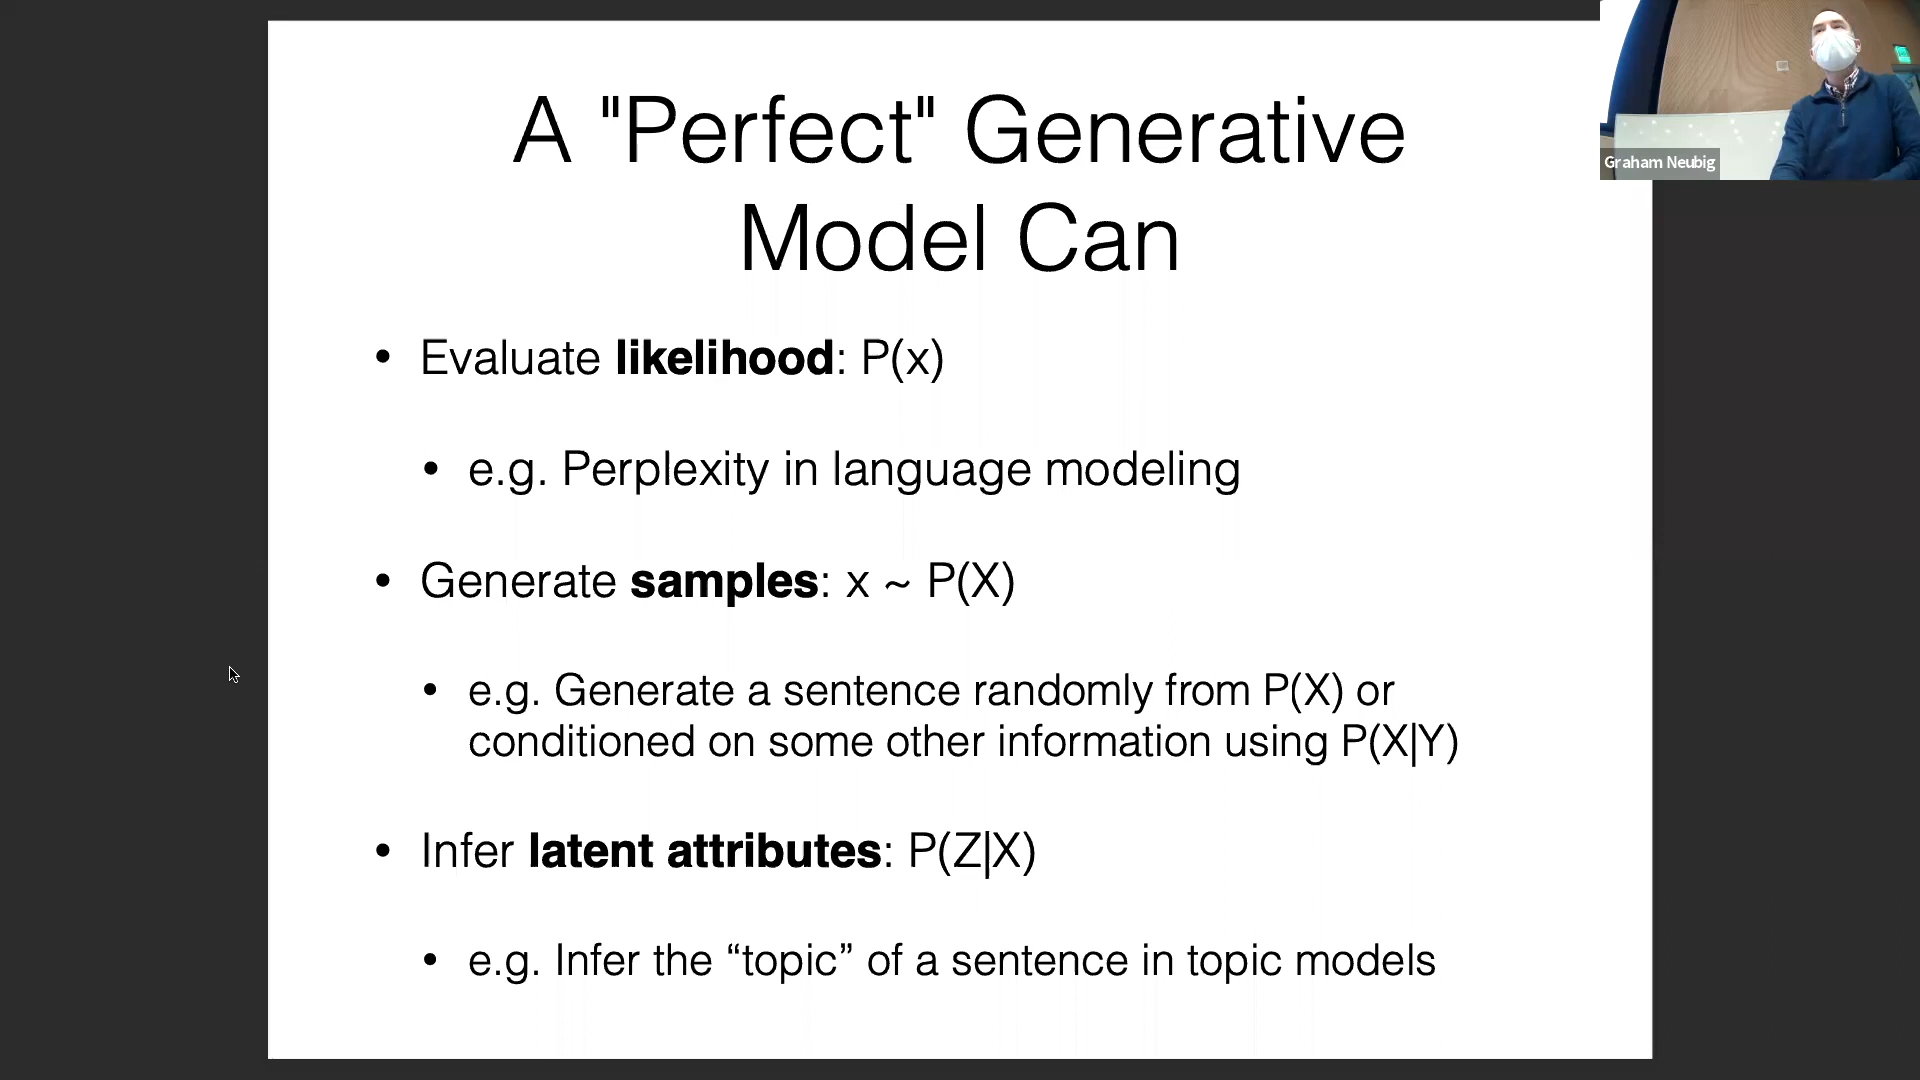 A "Perfect" Generative
Model Can
• Evaluate likelihood: P(x)
• e.g. Perplexity in language modeling
• Generate samples: x ~ P(X)
• e.g. Generate a sentence randomly from P(X) or
conditioned on some other information using P(X|Y)
• Infer latent attributes: P(Z|X)
• e.g. Infer the “topic” of a sentence in topic models
Graham Neubig